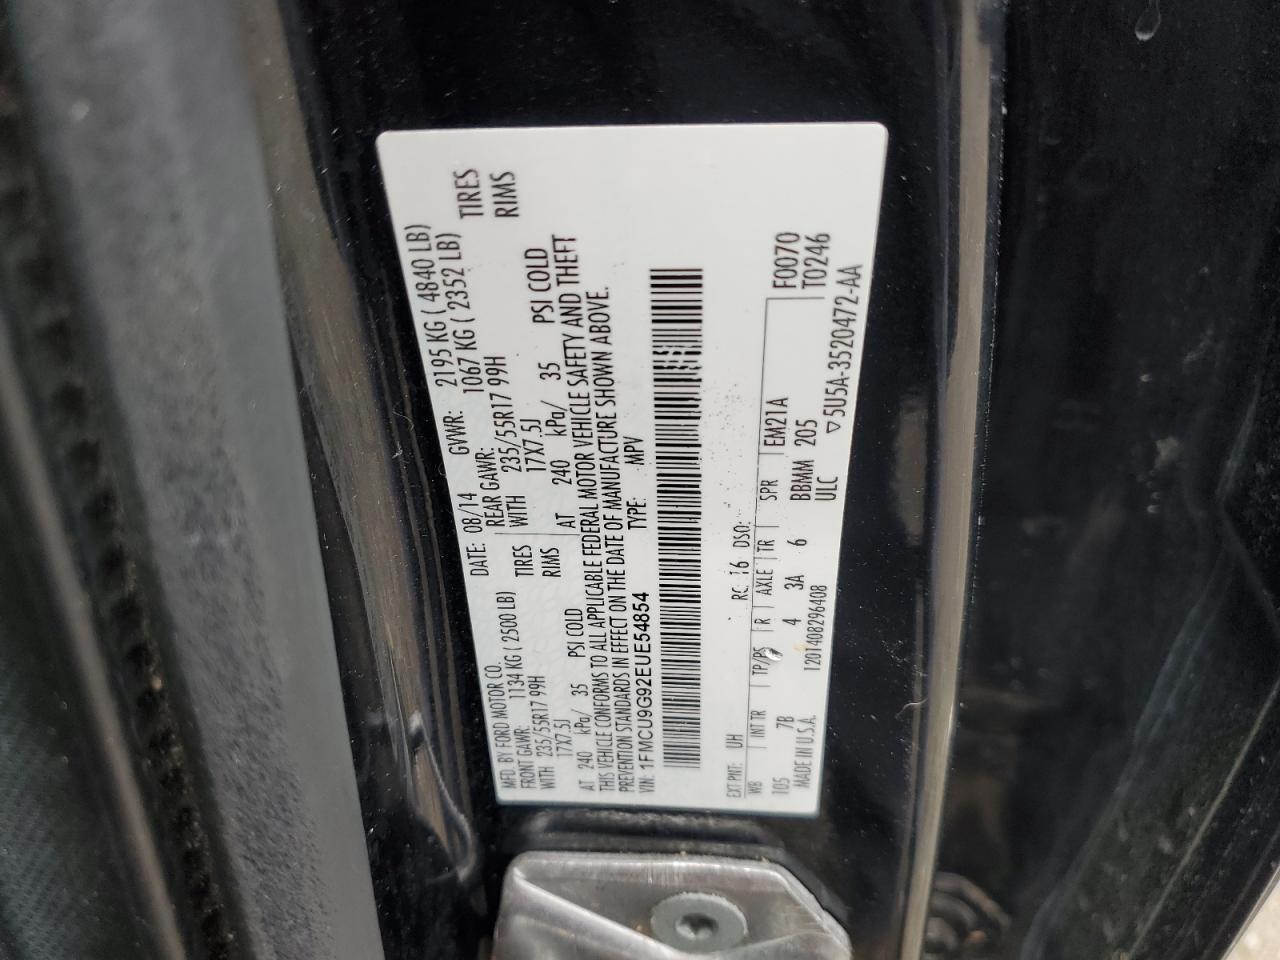 MFD. BY FORD MOTOR CO. DATE: 08/14 GVWR: 2195 KG ( 4840 LB)
FRONT GAWR: 1134 KG ( 2500 LB) REAR GAWR: 1067 KG ( 2352 LB)
WITH 235/55R17 99H TIRES WITH 235/55R17 99H TIRES
17X7.5J RIMS 17X7.5J RIMS
AT 240 kPa/ 35 PSI COLD AT 240 kPa/ 35 PSI COLD
THIS VEHICLE CONFORMS TO ALL APPLICABLE FEDERAL MOTOR VEHICLE SAFETY AND THEFT
PREVENTION STANDARDS IN EFFECT ON THE DATE OF MANUFACTURE SHOWN ABOVE.
VIN: 1FMCU9G92EUE54854 TYPE: MPV
EXT PNT: UH RC: 16 DSO: F0070
WB INT TR TP/PS R AXLE TR SPR EM21A T0246
105 7B 4 3A 6 BBMM 205
MADE IN U.S.A. 1201408296408 ULC
▽5U5A-3520472-AA